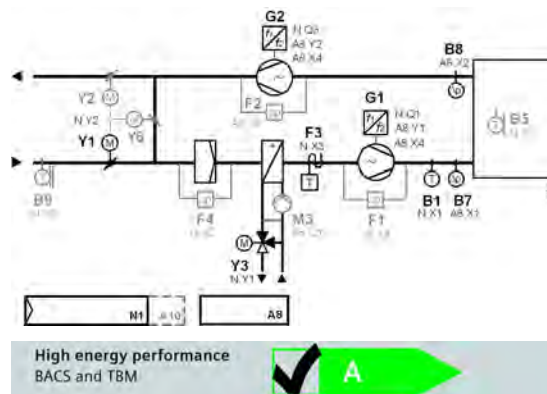 G2
N.Q3
A8.Y2
A8.X4
B8
A8.X2
Y2
M
N.Y2
M
Y6
Y1
M
F2
G1
N.Q1
A8.Y1
A8.X4
F3
N.X3
T
B5
T
B9
T
F4
M3
F1
B1
N.X1
B7
A8.X1
T
M
Y3
N.Y1
N1
A10
A8
High energy performance
BACS and TBM
A